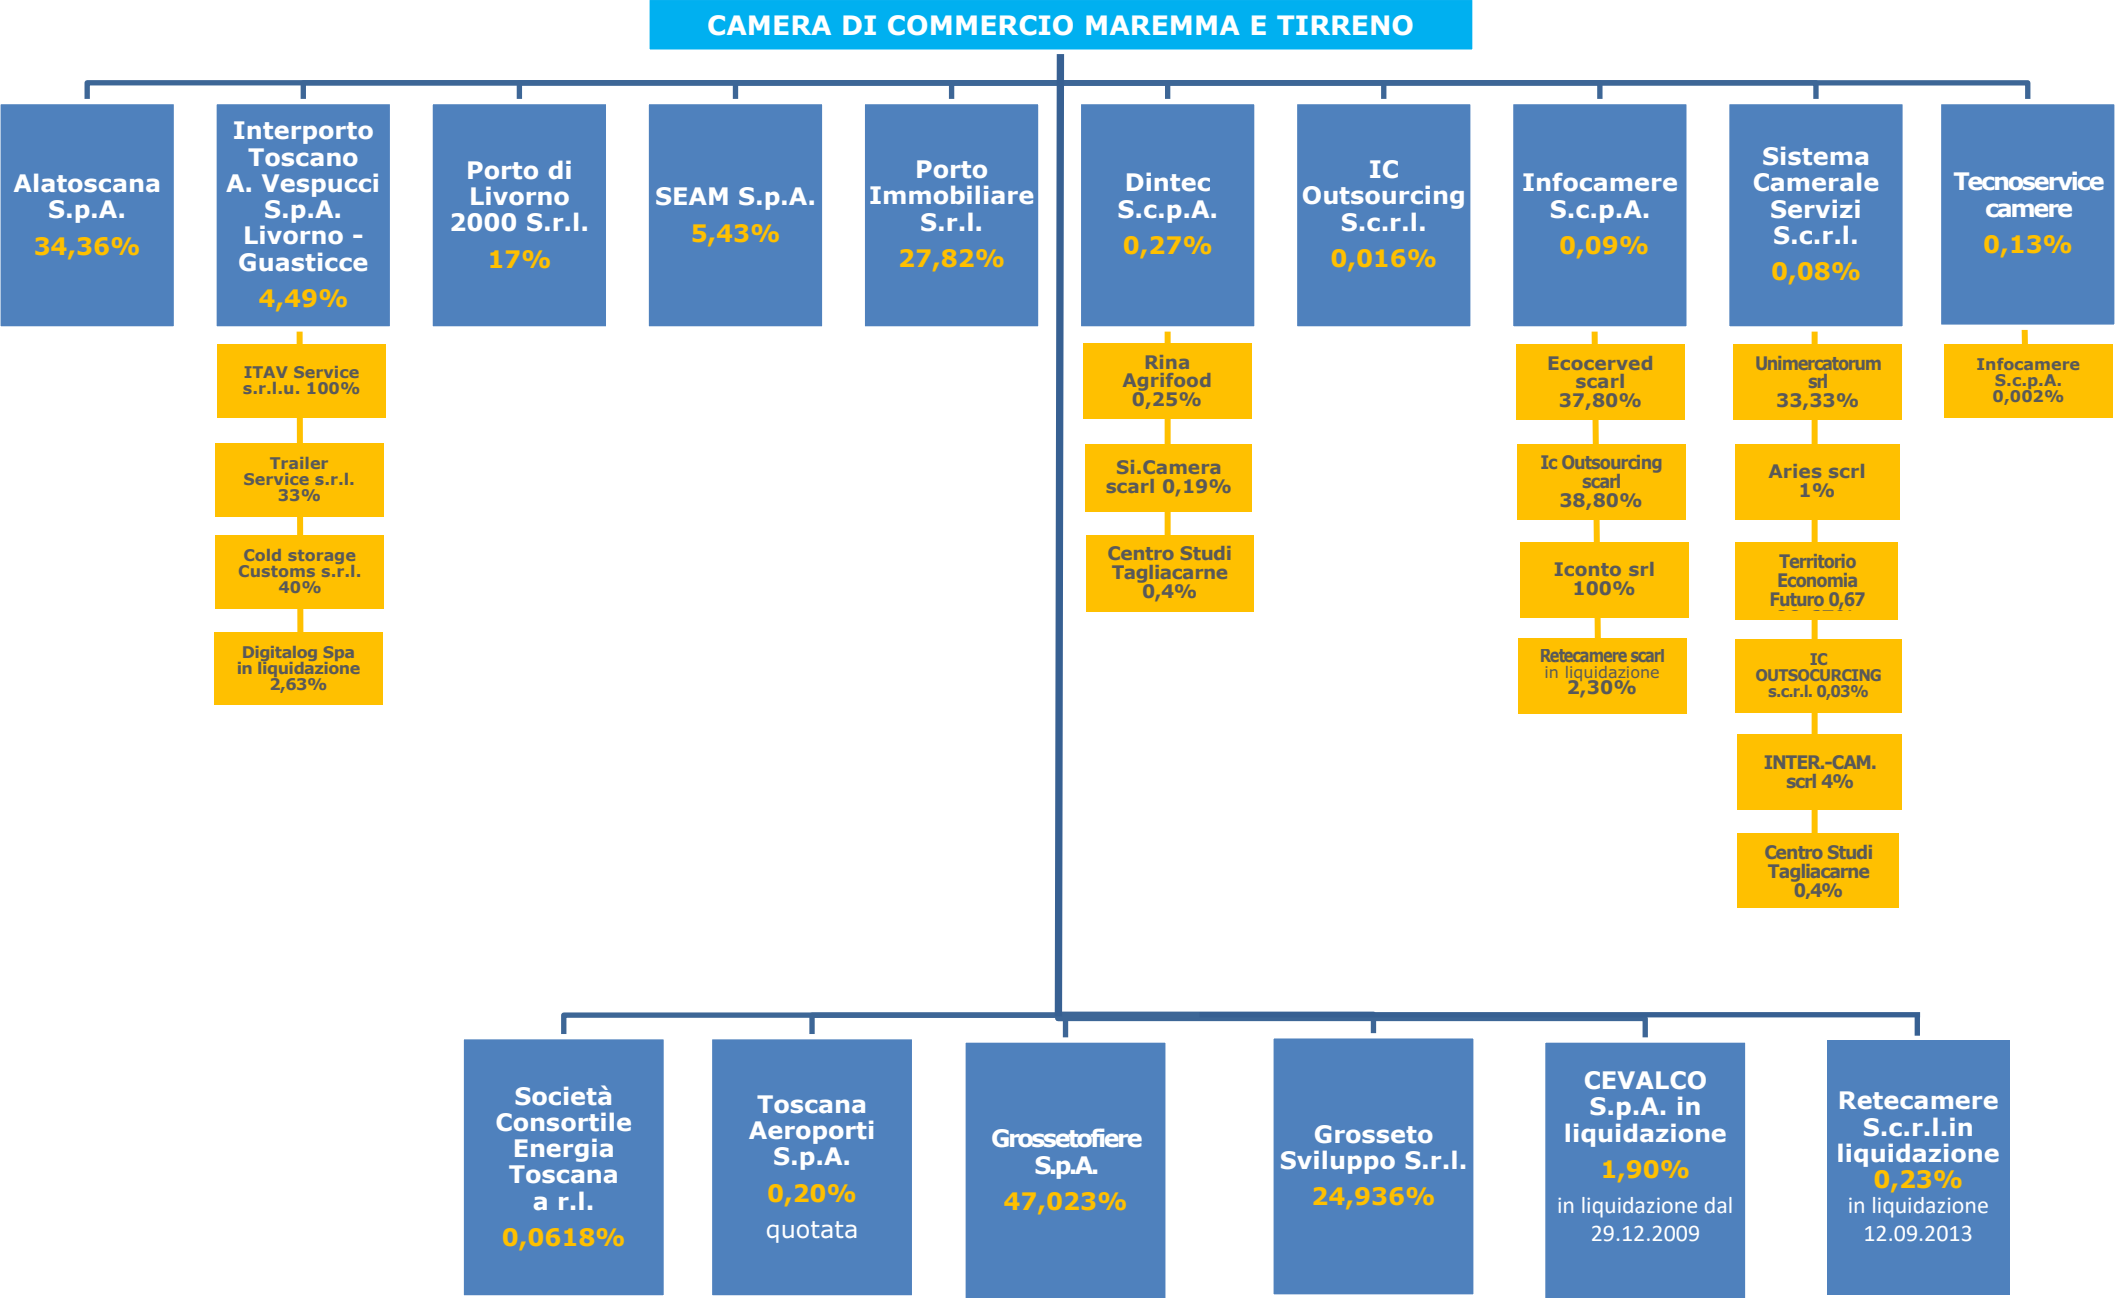 CAMERA DI COMMERCIO MAREMMA E TIRRENO
Alatoscana
S.p.A.
34,36%
Interporto
Toscano
A. Vespucci
S.p.A.
Livorno -
Guasticce
4,49%
Porto di
Livorno
2000 S.r.l.
17%
SEAM S.p.A.
5,43%
Porto
Immobiliare
S.r.l.
27,82%
Dintec
S.c.p.A.
0,27%
IC
Outsourcing
S.c.r.l.
0,016%
Infocamere
S.c.p.A.
0,09%
Sistema
Camerale
Servizi
S.c.r.l.
0,08%
Tecnoservice
camere
0,13%
ITAV Service
s.r.l.u. 100%
Trailer
Service s.r.l.
33%
Cold storage
Customs s.r.l.
40%
Digitalog Spa
in liquidazione
2,63%
Rina
Agrifood
0,25%
Si.Camera
scarl 0,19%
Centro Studi
Tagliacarne
0,4%
Ecocerved
scarl
37,80%
Ic Outsourcing
scarl
38,80%
Iconto srl
100%
Retecamere scarl
in liquidazione
2,30%
Unimercatorum
srl
33,33%
Aries scrl
1%
Territorio
Economia
Futuro 0,67
IC
OUTSOCURCING
s.c.r.l. 0,03%
INTER.-CAM.
scrl 4%
Centro Studi
Tagliacarne
0,4%
Infocamere
S.c.p.A.
0,002%
Società
Consortile
Energia
Toscana
a r.l.
0,0618%
Toscana
Aeroporti
S.p.A.
0,20%
quotata
Grossetofiere
S.p.A.
47,023%
Grosseto
Sviluppo S.r.l.
24,936%
CEVALCO
S.p.A. in
liquidazione
1,90%
in liquidazione dal
29.12.2009
Retecamere
S.c.r.l.in
liquidazione
0,23%
in liquidazione
12.09.2013